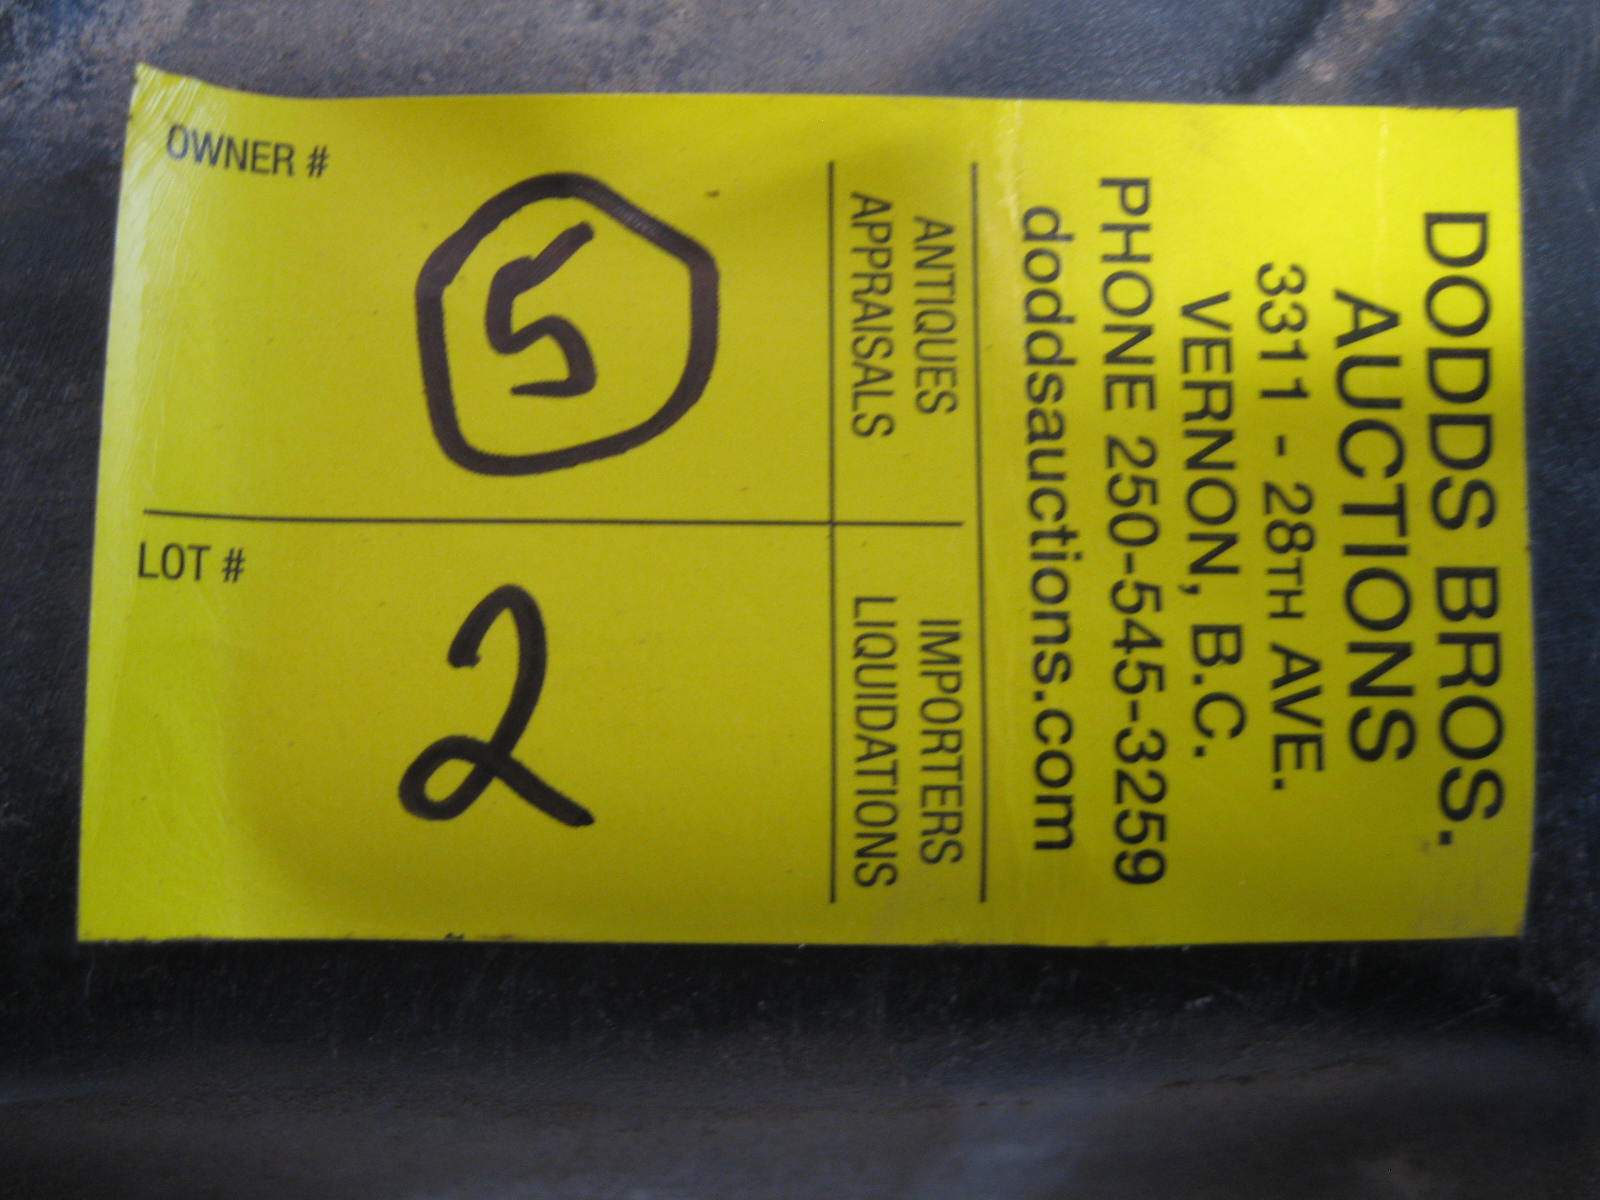 DODDS BROS.
AUCTIONS
3311 - 28TH AVE.
VERNON, B.C.
PHONE 250-545-3259
doddsauctions.com
ANTIQUES
APPRAISALS
IMPORTERS
LIQUIDATIONS
OWNER #
5
LOT #
2